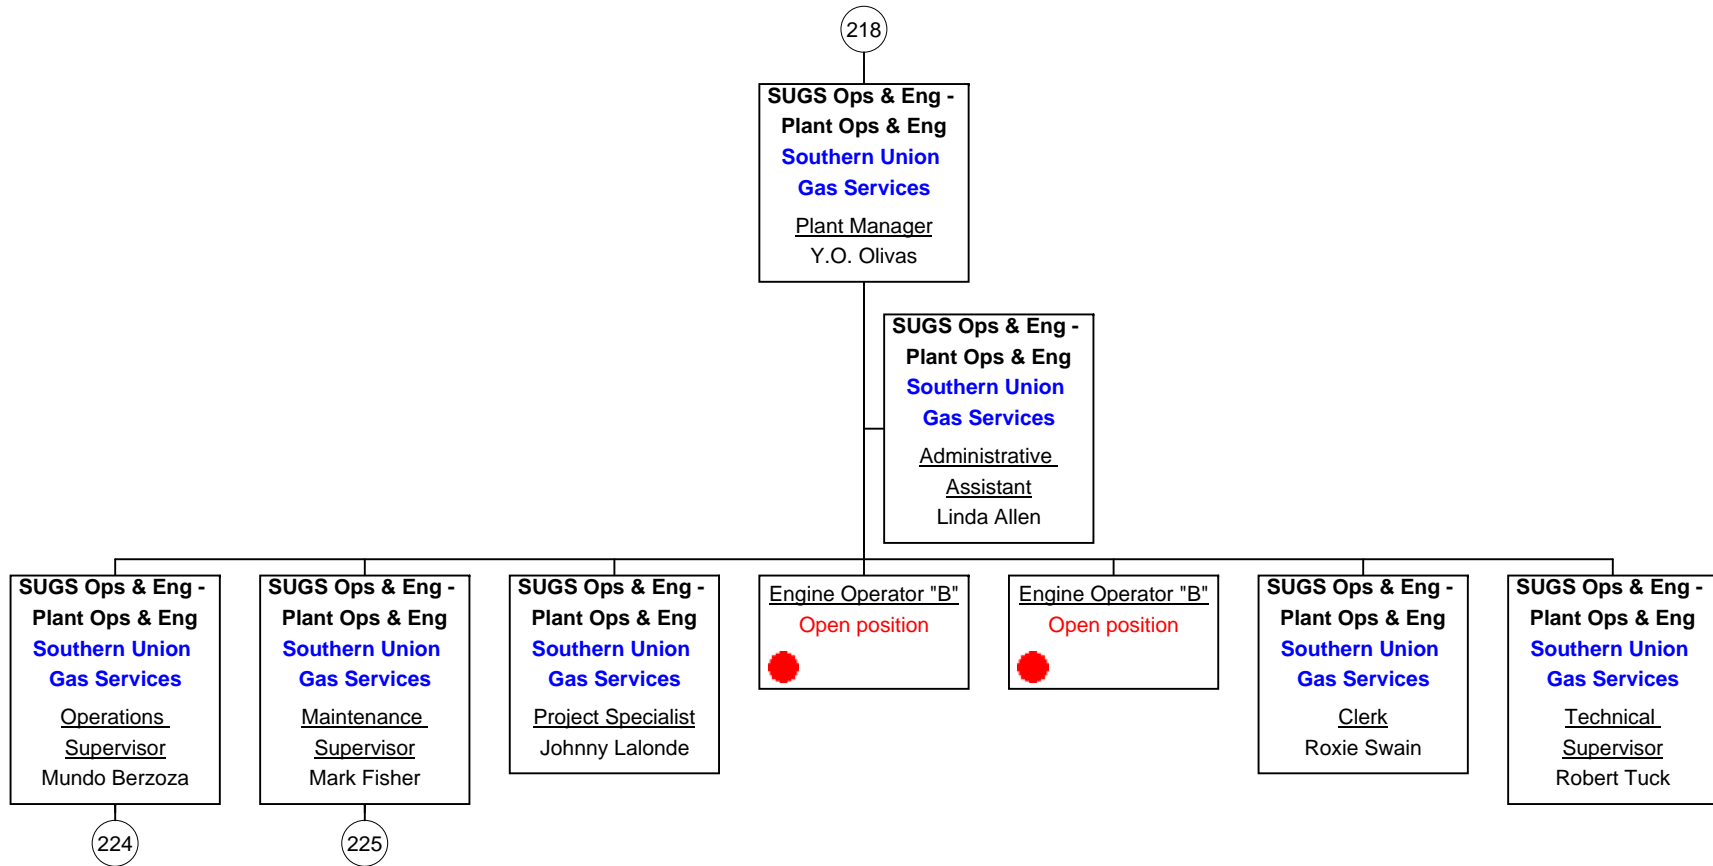 218
SUGS Ops & Eng -
Plant Ops & Eng
Southern Union
Gas Services
Plant Manager
Y.O. Olivas
SUGS Ops & Eng -
Plant Ops & Eng
Southern Union
Gas Services
Administrative
Assistant
Linda Allen
SUGS Ops & Eng -
Plant Ops & Eng
Southern Union
Gas Services
Operations
Supervisor
Mundo Berzoza
224
SUGS Ops & Eng -
Plant Ops & Eng
Southern Union
Gas Services
Maintenance
Supervisor
Mark Fisher
225
SUGS Ops & Eng -
Plant Ops & Eng
Southern Union
Gas Services
Project Specialist
Johnny Lalonde
Engine Operator "B"
Open position
Engine Operator "B"
Open position
SUGS Ops & Eng -
Plant Ops & Eng
Southern Union
Gas Services
Clerk
Roxie Swain
SUGS Ops & Eng -
Plant Ops & Eng
Southern Union
Gas Services
Technical
Supervisor
Robert Tuck